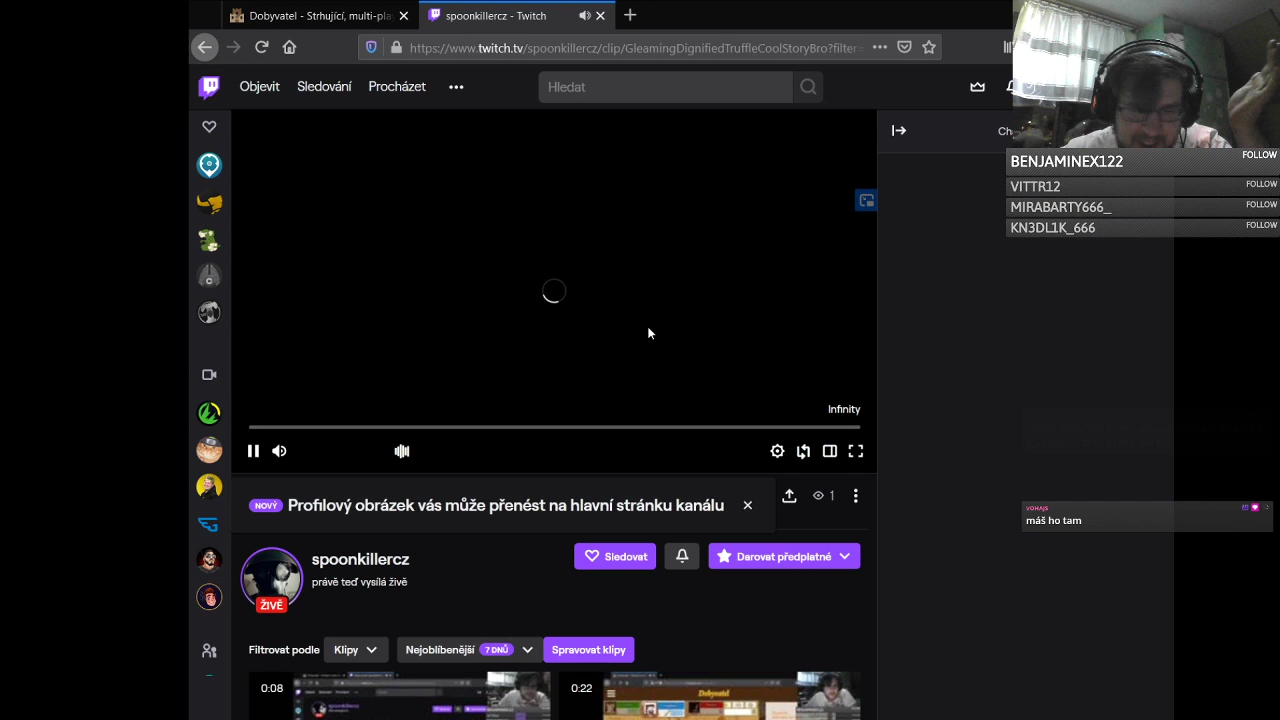 Dobyvatel - Strhující, multi-pla
spoonkillercz - Twitch
https://www.twitch.tv/spoonkillercz/clip/GleamingDignifiedTruffleCoolStoryBro?filter=
Objevit
Sledování
Procházet
Hledat
BENJAMINEX122 FOLLOW
VITTR12 FOLLOW
MIRABARTY666_ FOLLOW
KN3DL1K_666 FOLLOW
Infinity
NOVÝ Profilový obrázek vás může přenést na hlavní stránku kanálu
1
VOHAJS
máš ho tam
spoonkillercz
právě teď vysílá živě
ŽIVĚ
Sledovat
Darovat předplatné
Filtrovat podle
Klipy
Nejoblíbenější 7 DNŮ
Spravovat klipy
0:08
0:22
spoonkillercz
Dobyvatel